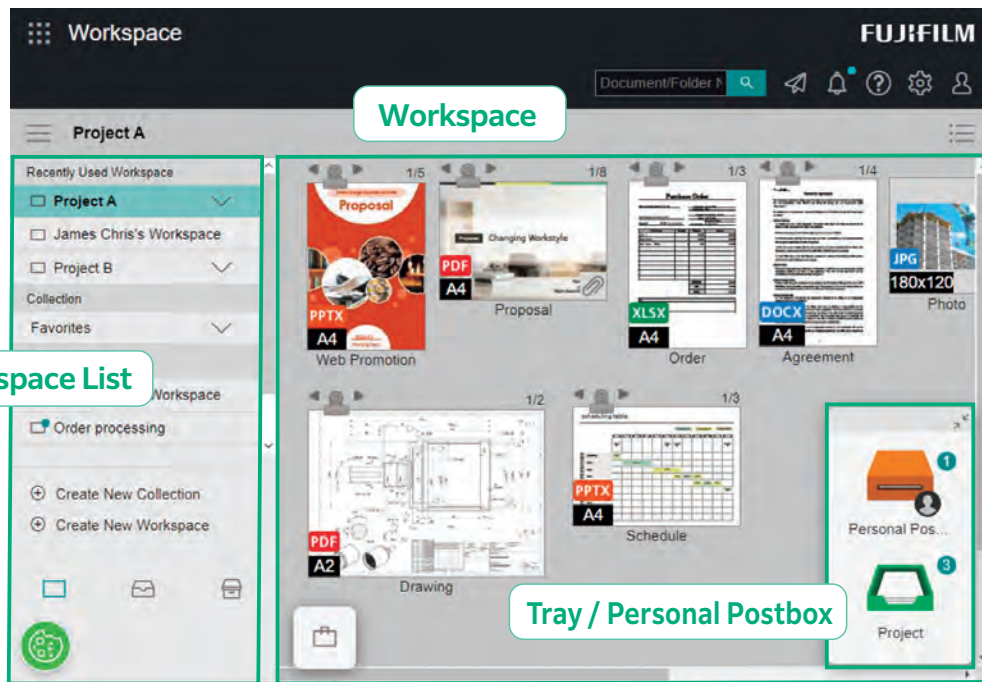 Workspace
FUJIFILM
Document/Folder N
Workspace
Project A
Recently Used Workspace
Project A
James Chris's Workspace
Project B
Collection
Favorites
space List
Workspace
Order processing
Create New Collection
Create New Workspace
1/5
Proposal
PPTX
A4
Web Promotion
1/8
Changing Workstyle
PDF
A4
Proposal
1/3
Purchase Order
XLSX
A4
Order
1/4
DOCX
A4
Agreement
JPG
180x120
Photo
1/2
PDF
A2
Drawing
1/3
scheduling table
PPTX
A4
Schedule
1
Personal Pos...
3
Project
Tray / Personal Postbox